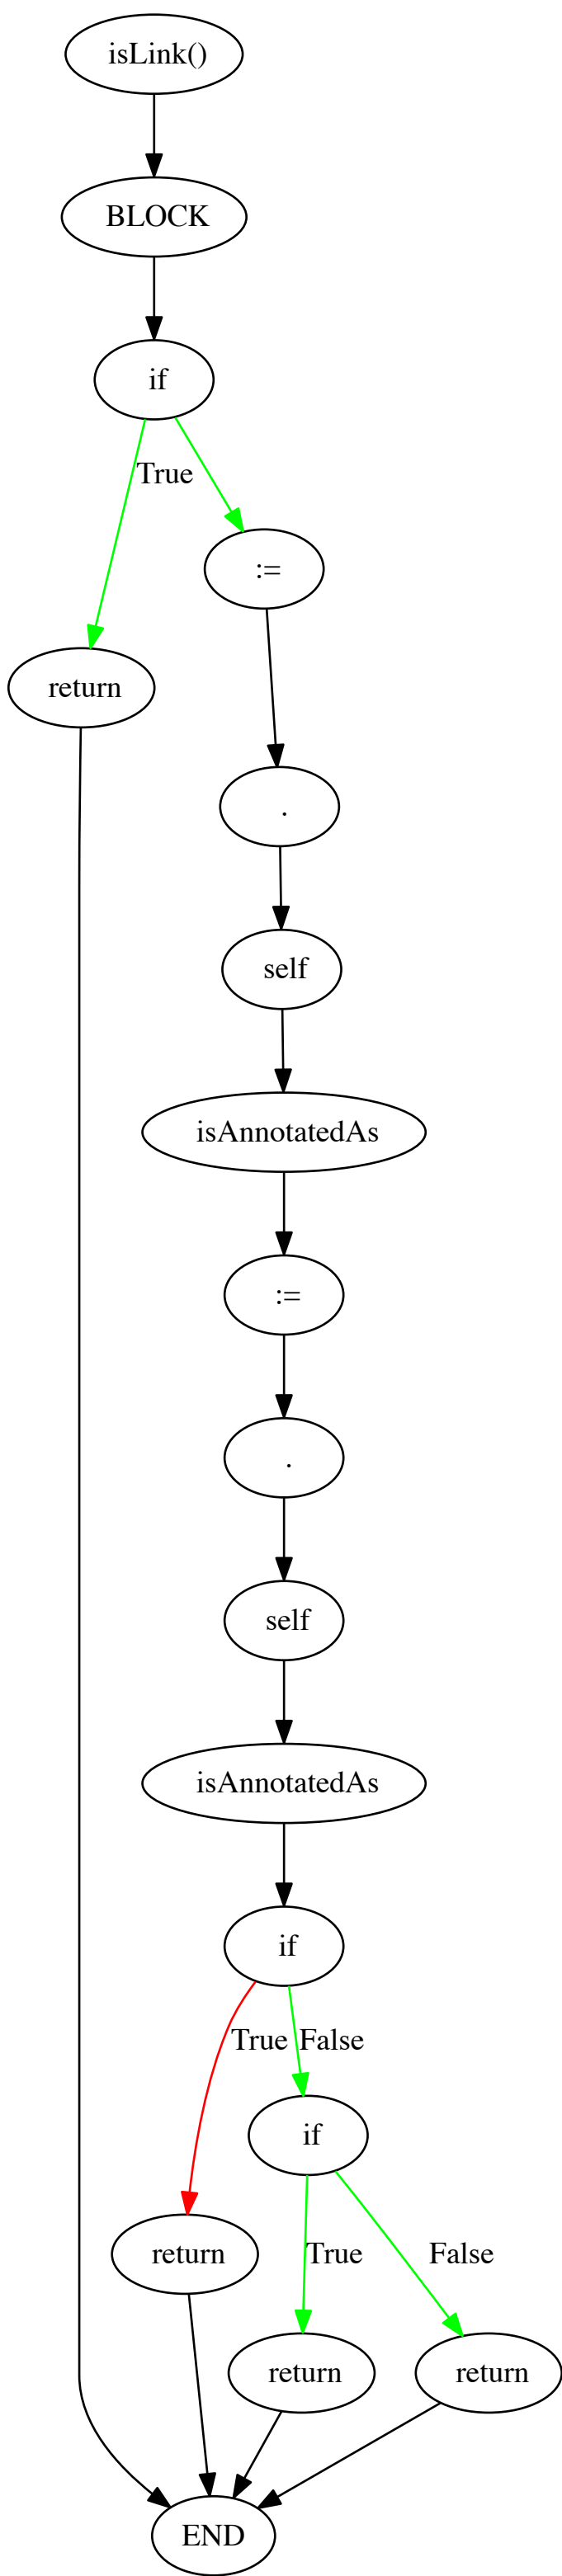 isLink()
BLOCK
if
True
:=
return
.
self
isAnnotatedAs
:=
.
self
isAnnotatedAs
if
True False
if
return True False
return return
END